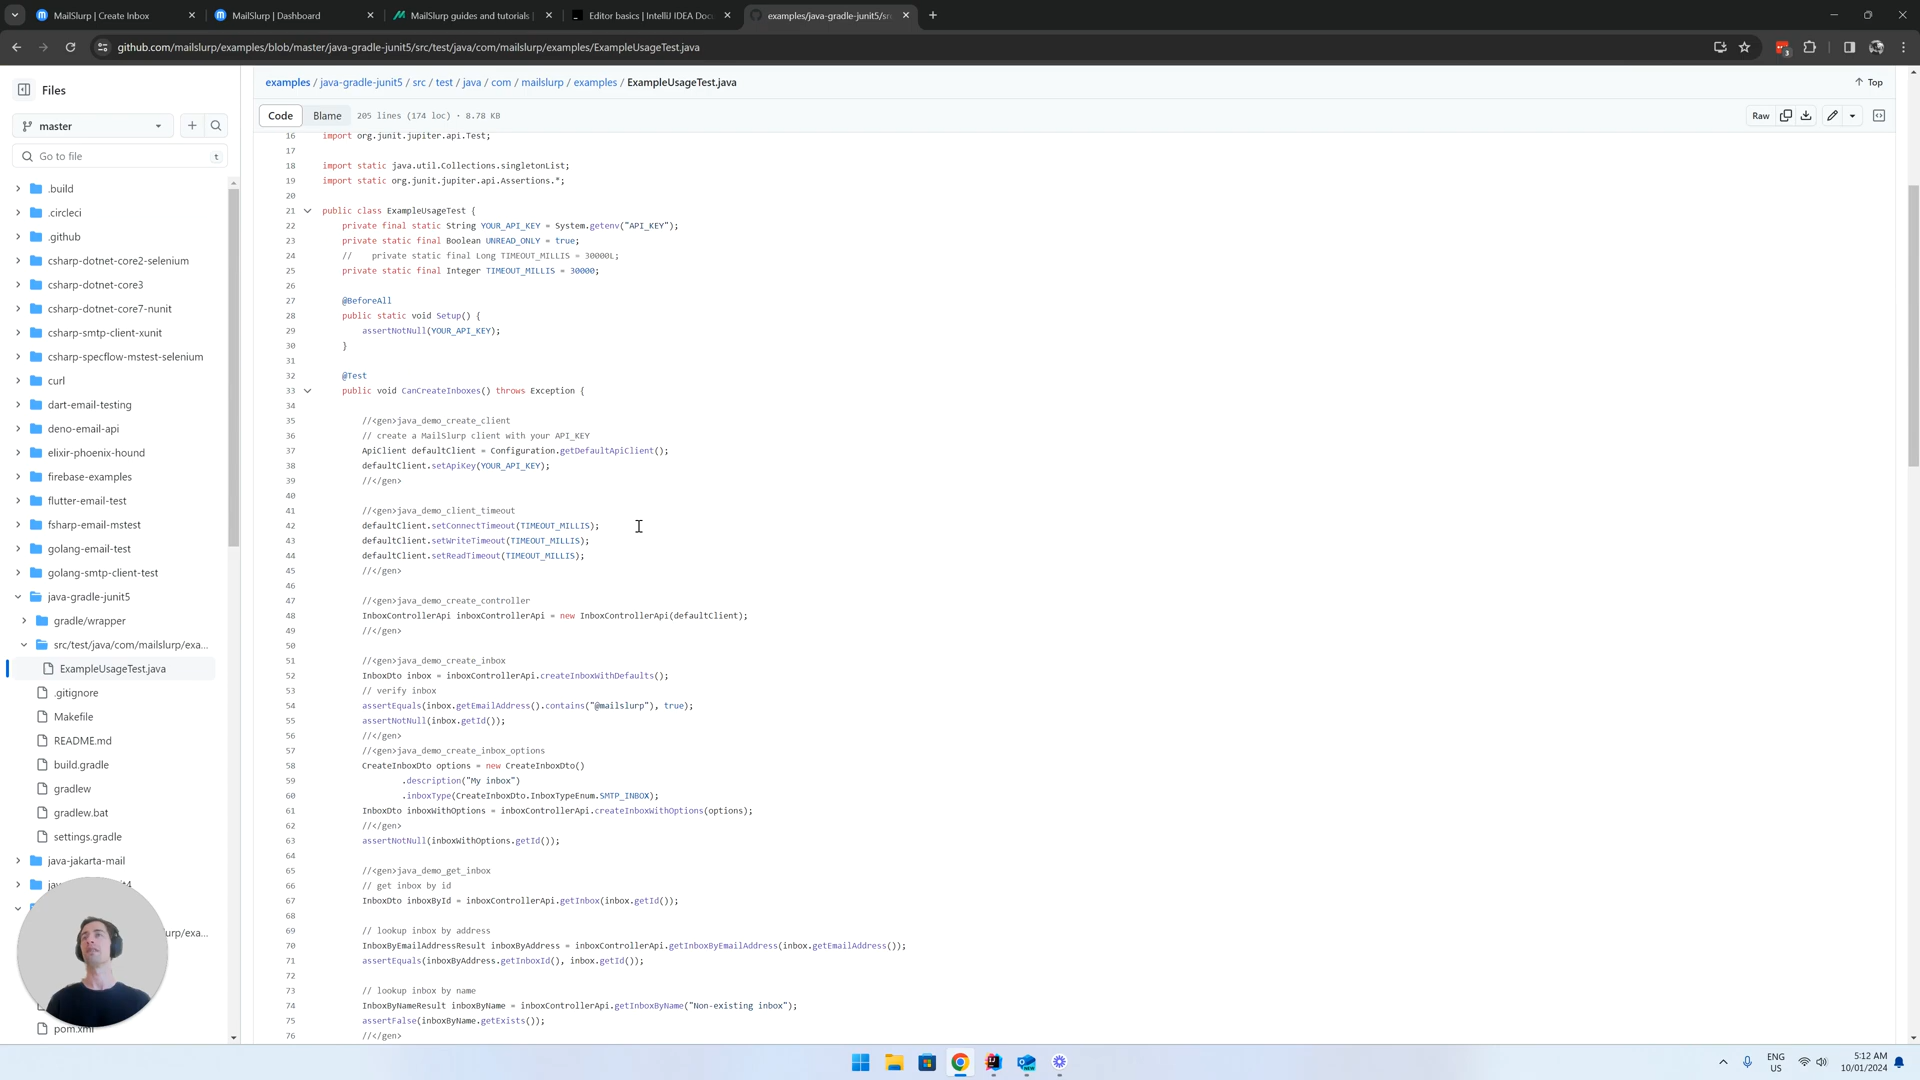 MailSlurp | Create Inbox
MailSlurp | Dashboard
MailSlurp guides and tutorials |
Editor basics | IntelliJ IDEA Doc
examples/java-gradle-junit5/sr
github.com/mailslurp/examples/blob/master/java-gradle-junit5/src/test/java/com/mailslurp/examples/ExampleUsageTest.java
Files
examples / java-gradle-junit5 / src / test / java / com / mailslurp / examples / ExampleUsageTest.java
Top
master
Code
Blame
205 lines (174 loc) · 8.78 KB
Raw
Go to file
t
.build
.circleci
.github
csharp-dotnet-core2-selenium
csharp-dotnet-core3
csharp-dotnet-core7-nunit
csharp-smtp-client-xunit
csharp-specflow-mstest-selenium
curl
dart-email-testing
deno-email-api
elixir-phoenix-hound
firebase-examples
flutter-email-test
fsharp-email-mstest
golang-email-test
golang-smtp-client-test
java-gradle-junit5
gradle/wrapper
src/test/java/com/mailslurp/exa...
ExampleUsageTest.java
.gitignore
Makefile
README.md
build.gradle
gradlew
gradlew.bat
settings.gradle
java-jakarta-mail
urp/exa...
pom.xml
16 import org.junit.jupiter.api.Test;
17
18 import static java.util.Collections.singletonList;
19 import static org.junit.jupiter.api.Assertions.*;
20
21 public class ExampleUsageTest {
22 private final static String YOUR_API_KEY = System.getenv("API_KEY");
23 private static final Boolean UNREAD_ONLY = true;
24 // private static final Long TIMEOUT_MILLIS = 30000L;
25 private static final Integer TIMEOUT_MILLIS = 30000;
26
27 @BeforeAll
28 public static void Setup() {
29 assertNotNull(YOUR_API_KEY);
30 }
31
32 @Test
33 public void CanCreateInboxes() throws Exception {
34
35 //<gen>java_demo_create_client
36 // create a MailSlurp client with your API_KEY
37 ApiClient defaultClient = Configuration.getDefaultApiClient();
38 defaultClient.setApiKey(YOUR_API_KEY);
39 //</gen>
40
41 //<gen>java_demo_client_timeout
42 defaultClient.setConnectTimeout(TIMEOUT_MILLIS);
43 defaultClient.setWriteTimeout(TIMEOUT_MILLIS);
44 defaultClient.setReadTimeout(TIMEOUT_MILLIS);
45 //</gen>
46
47 //<gen>java_demo_create_controller
48 InboxControllerApi inboxControllerApi = new InboxControllerApi(defaultClient);
49 //</gen>
50
51 //<gen>java_demo_create_inbox
52 InboxDto inbox = inboxControllerApi.createInboxWithDefaults();
53 // verify inbox
54 assertEquals(inbox.getEmailAddress().contains("@mailslurp"), true);
55 assertNotNull(inbox.getId());
56 //</gen>
57 //<gen>java_demo_create_inbox_options
58 CreateInboxDto options = new CreateInboxDto()
59 .description("My inbox")
60 .inboxType(CreateInboxDto.InboxTypeEnum.SMTP_INBOX);
61 InboxDto inboxWithOptions = inboxControllerApi.createInboxWithOptions(options);
62 //</gen>
63 assertNotNull(inboxWithOptions.getId());
64
65 //<gen>java_demo_get_inbox
66 // get inbox by id
67 InboxDto inboxById = inboxControllerApi.getInbox(inbox.getId());
68
69 // lookup inbox by address
70 InboxByEmailAddressResult inboxByAddress = inboxControllerApi.getInboxByEmailAddress(inbox.getEmailAddress());
71 assertEquals(inboxByAddress.getInboxId(), inbox.getId());
72
73 // lookup inbox by name
74 InboxByNameResult inboxByName = inboxControllerApi.getInboxByName("Non-existing inbox");
75 assertFalse(inboxByName.getExists());
76 //</gen>
ENG
US
5:12 AM
10/01/2024